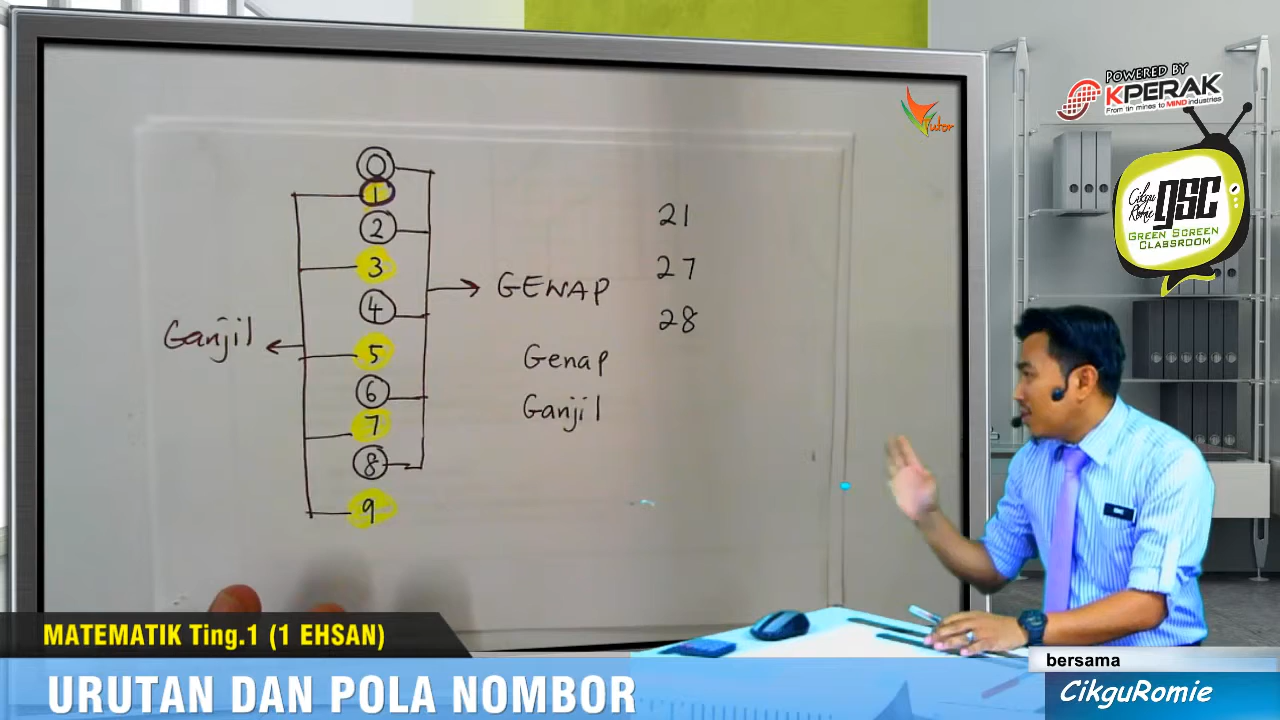 0
1
2
3
4
5
6
7
8
9
Ganjil
GENAP
Genap
Ganjil
21
27
28
Tutor
POWERED BY
KPERAK
From tin mines to MIND industries
Cikgu
Romie
GSC
GREEN SCREEN
CLASSROOM
MATEMATIK Ting.1 (1 EHSAN)
URUTAN DAN POLA NOMBOR
bersama
CikguRomie